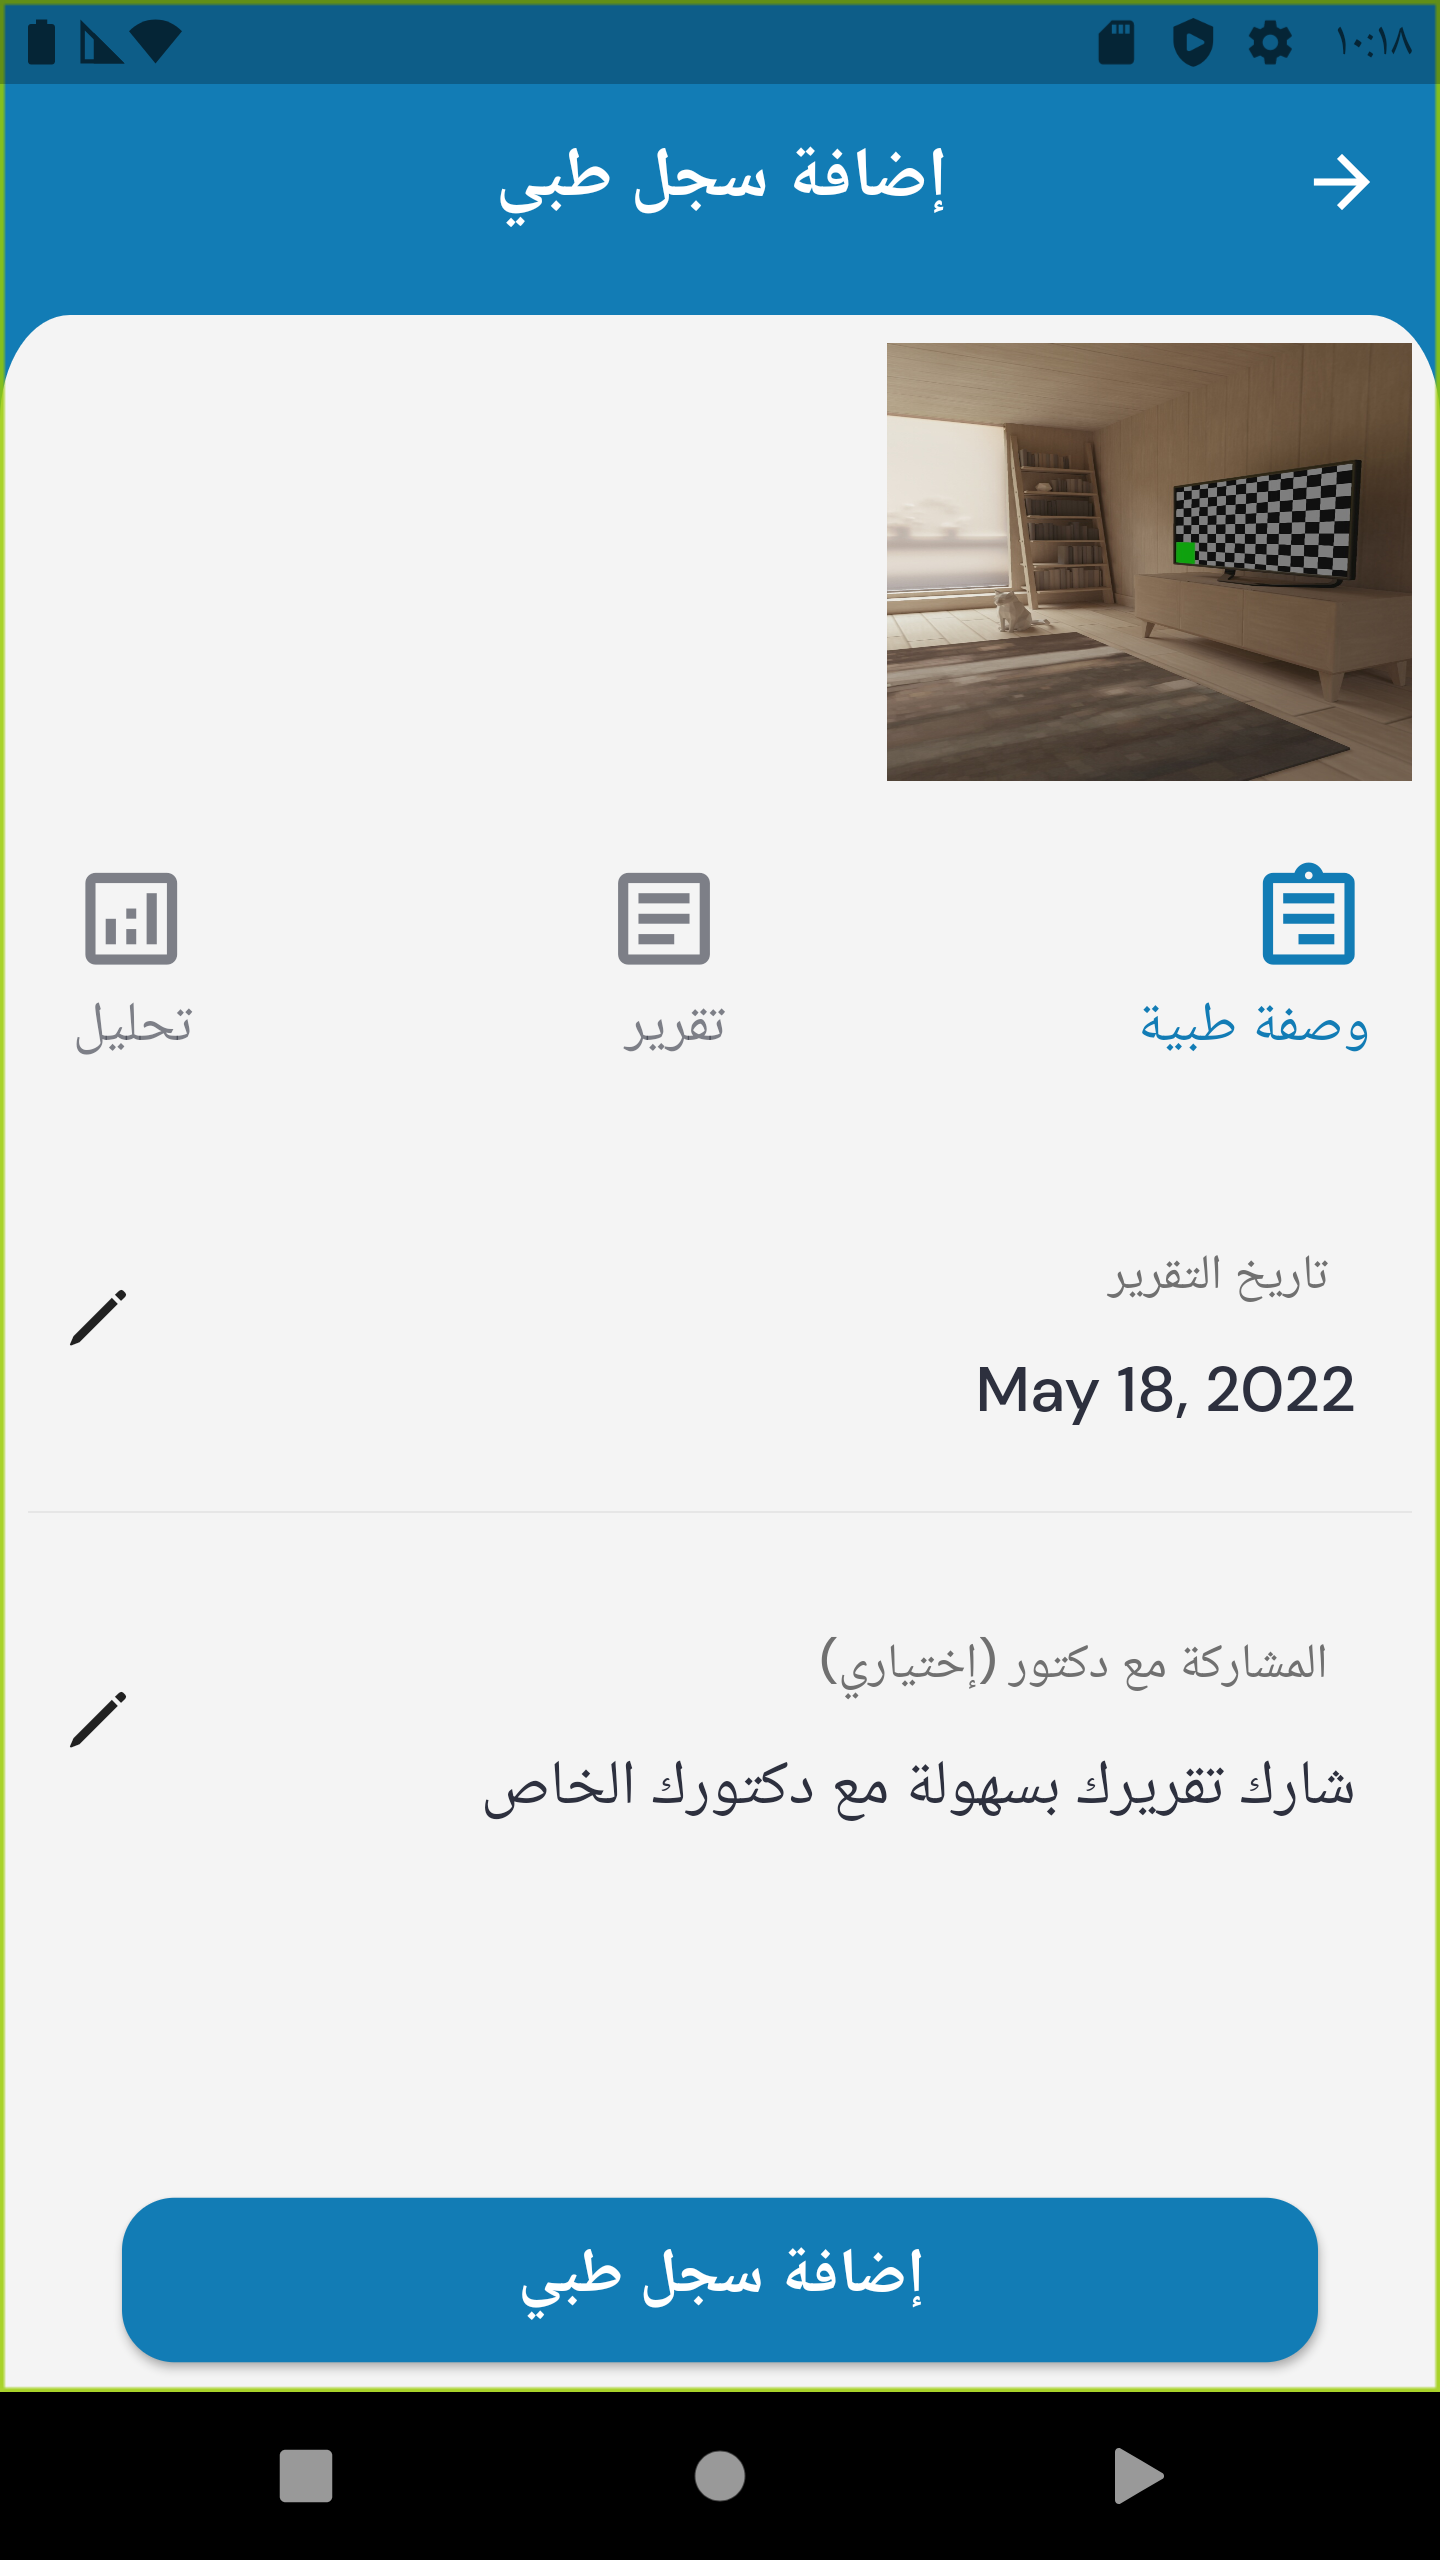 ١٠:١٨
إضافة سجل طبي
وصفة طبية
تقرير
تحليل
تاريخ التقرير
May 18, 2022
المشاركة مع دكتور (إختياري)
شارك تقريرك بسهولة مع دكتورك الخاص
إضافة سجل طبي